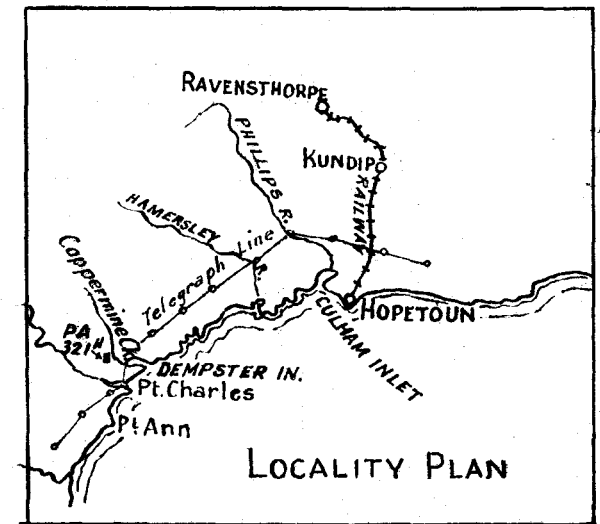 RAVENSTHORPE
KUNDIP
PHILLIPS R.
RAILWAY
HAMERSLEY R.
Telegraph Line
Coppermine Ck.
HOPETOUN
CULHAM INLET
PA
321H
DEMPSTER IN.
Pt. Charles
Pt Ann
LOCALITY PLAN